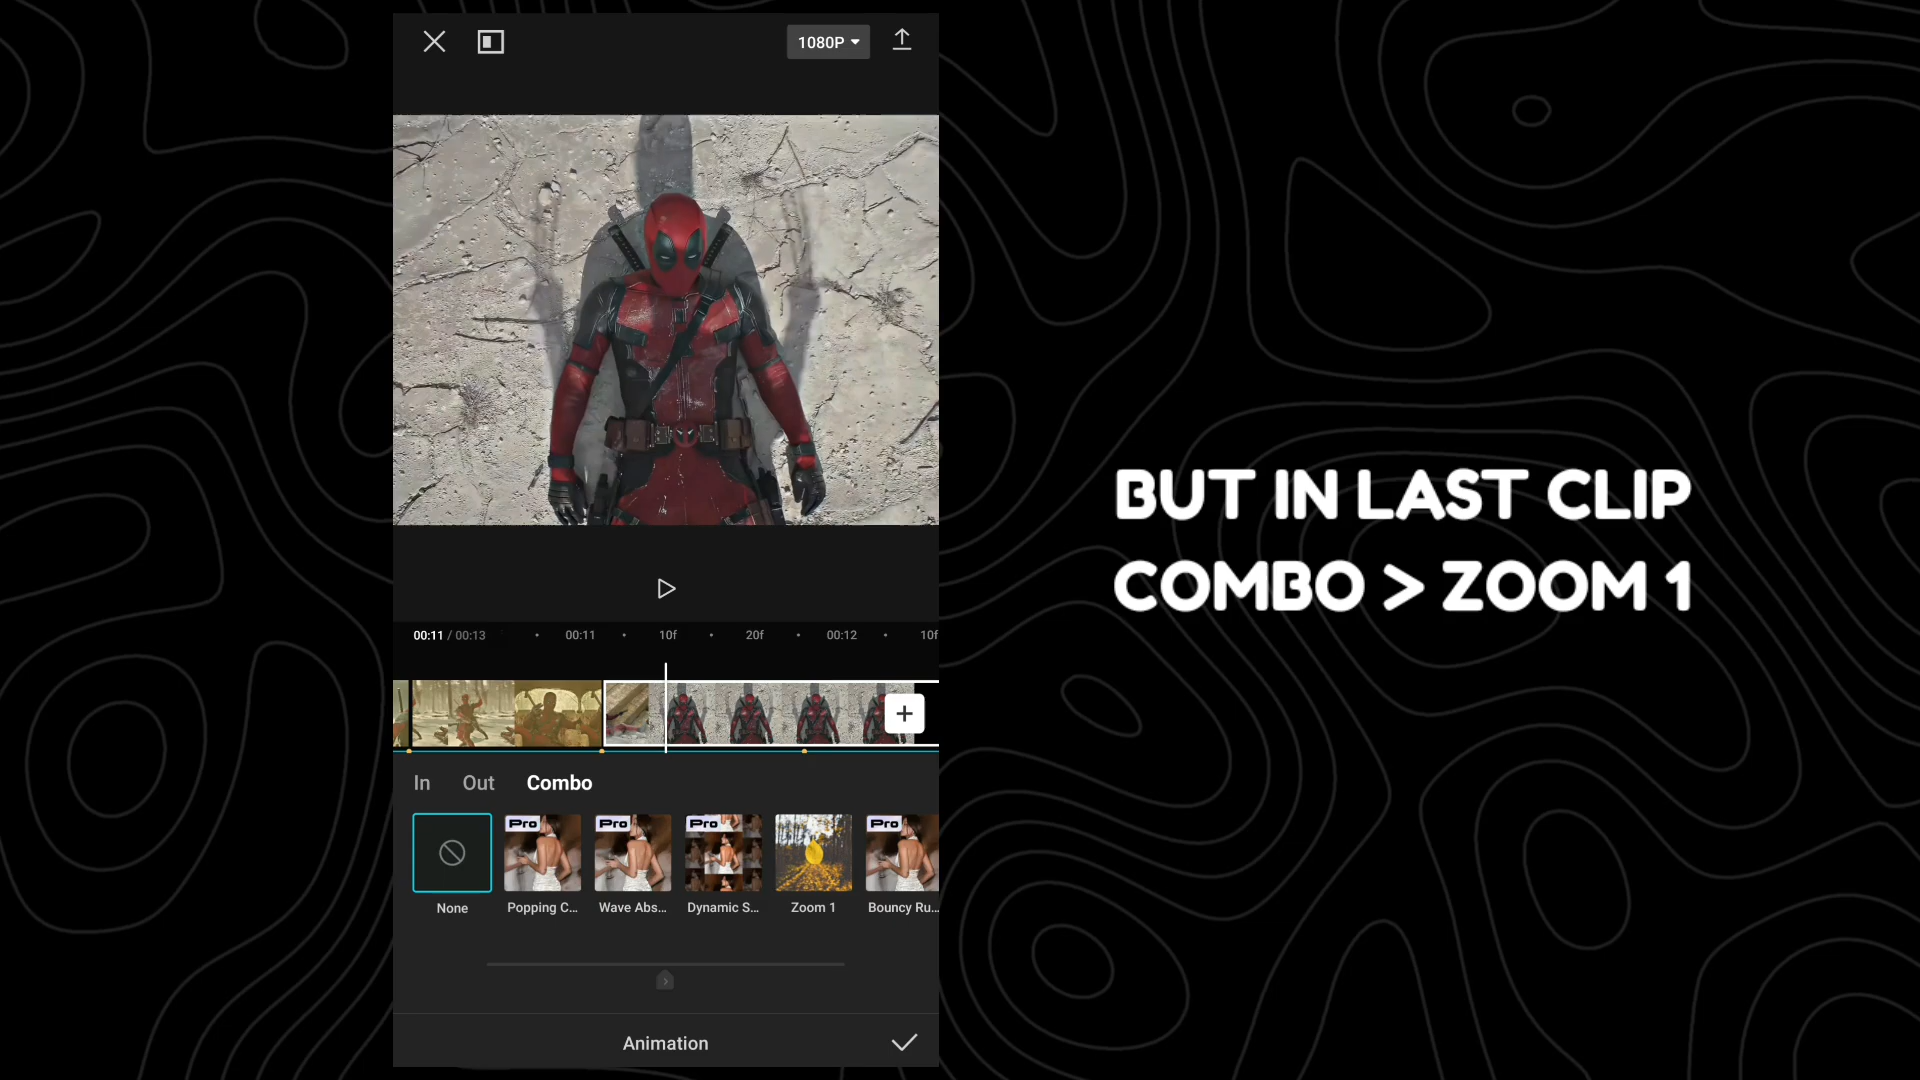 1080P
BUT IN LAST CLIP
COMBO > ZOOM 1
00:11 / 00:13
00:11
10f
20f
00:12
10f
In
Out
Combo
Pro
Pro
Pro
Pro
None
Popping C...
Wave Abs...
Dynamic S...
Zoom 1
Bouncy Ru...
Animation